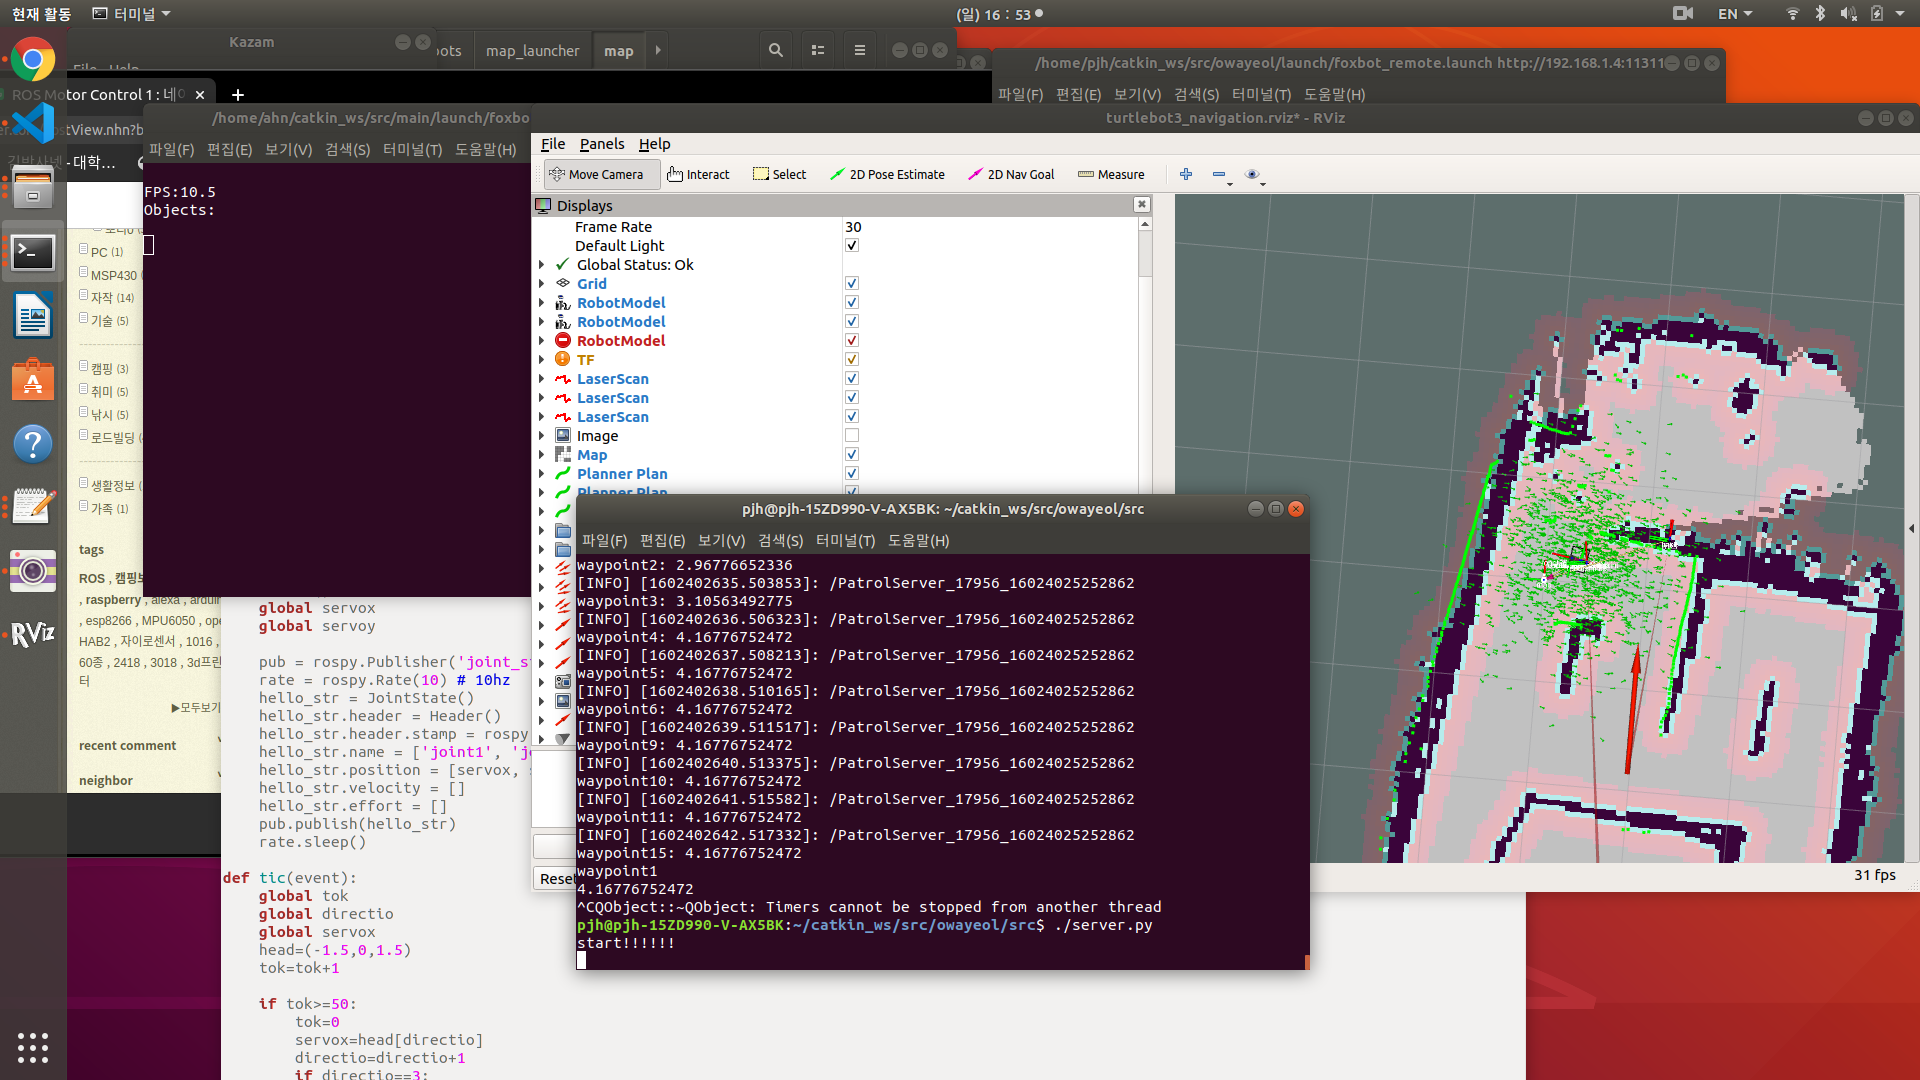 현재 활동
터미널
(일) 16 : 53
EN
Kazam
File Help
map_launcher
map
/home/pjh/catkin_ws/src/owayeol/launch/foxbot_remote.launch http://192.168.1.4:11311
파일(F) 편집(E) 보기(V) 검색(S) 터미널(T) 도움말(H)
ROS Motor Control 1 : 네이
/home/ahn/catkin_ws/src/main/launch/foxbo
파일(F) 편집(E) 보기(V) 검색(S) 터미널(T) 도움말(H)
FPS:10.5
Objects:
turtlebot3_navigation.rviz* - RViz
File Panels Help
Move Camera Interact Select 2D Pose Estimate 2D Nav Goal Measure
Displays
Frame Rate 30
Default Light
Global Status: Ok
Grid
RobotModel
RobotModel
RobotModel
TF
LaserScan
LaserScan
LaserScan
Image
Map
Planner Plan
Planner Plan
Reset
31 fps
PC (1)
MSP430
자작 (14)
기술 (5)
캠핑 (3)
취미 (5)
낚시 (5)
로드빌딩
생활정보
가족 (1)
tags
ROS , 캠핑
, raspberry , alexa , arduin
, esp8266 , MPU6050 , ope
HAB2 , 자이로센서 , 1016 ,
60종 , 2418 , 3018 , 3d프린
터
▶모두보기
recent comment
neighbor
RViz
pjh@pjh-15ZD990-V-AX5BK: ~/catkin_ws/src/owayeol/src
파일(F) 편집(E) 보기(V) 검색(S) 터미널(T) 도움말(H)
waypoint2: 2.96776652336
[INFO] [1602402635.503853]: /PatrolServer_17956_16024025252862
waypoint3: 3.10563492775
[INFO] [1602402636.506323]: /PatrolServer_17956_16024025252862
waypoint4: 4.16776752472
[INFO] [1602402637.508213]: /PatrolServer_17956_16024025252862
waypoint5: 4.16776752472
[INFO] [1602402638.510165]: /PatrolServer_17956_16024025252862
waypoint6: 4.16776752472
[INFO] [1602402639.511517]: /PatrolServer_17956_16024025252862
waypoint9: 4.16776752472
[INFO] [1602402640.513375]: /PatrolServer_17956_16024025252862
waypoint10: 4.16776752472
[INFO] [1602402641.515582]: /PatrolServer_17956_16024025252862
waypoint11: 4.16776752472
[INFO] [1602402642.517332]: /PatrolServer_17956_16024025252862
waypoint15: 4.16776752472
waypoint1
4.16776752472
^CQObject::~QObject: Timers cannot be stopped from another thread
pjh@pjh-15ZD990-V-AX5BK:~/catkin_ws/src/owayeol/src$ ./server.py
start!!!!!!
global servox
global servoy
pub = rospy.Publisher('joint_st
rate = rospy.Rate(10) # 10hz
hello_str = JointState()
hello_str.header = Header()
hello_str.header.stamp = rospy
hello_str.name = ['joint1', 'jo
hello_str.position = [servox, s
hello_str.velocity = []
hello_str.effort = []
pub.publish(hello_str)
rate.sleep()
def tic(event):
global tok
global directio
global servox
head=(-1.5,0,1.5)
tok=tok+1
if tok>=50:
tok=0
servox=head[directio]
directio=directio+1
if directio==3: